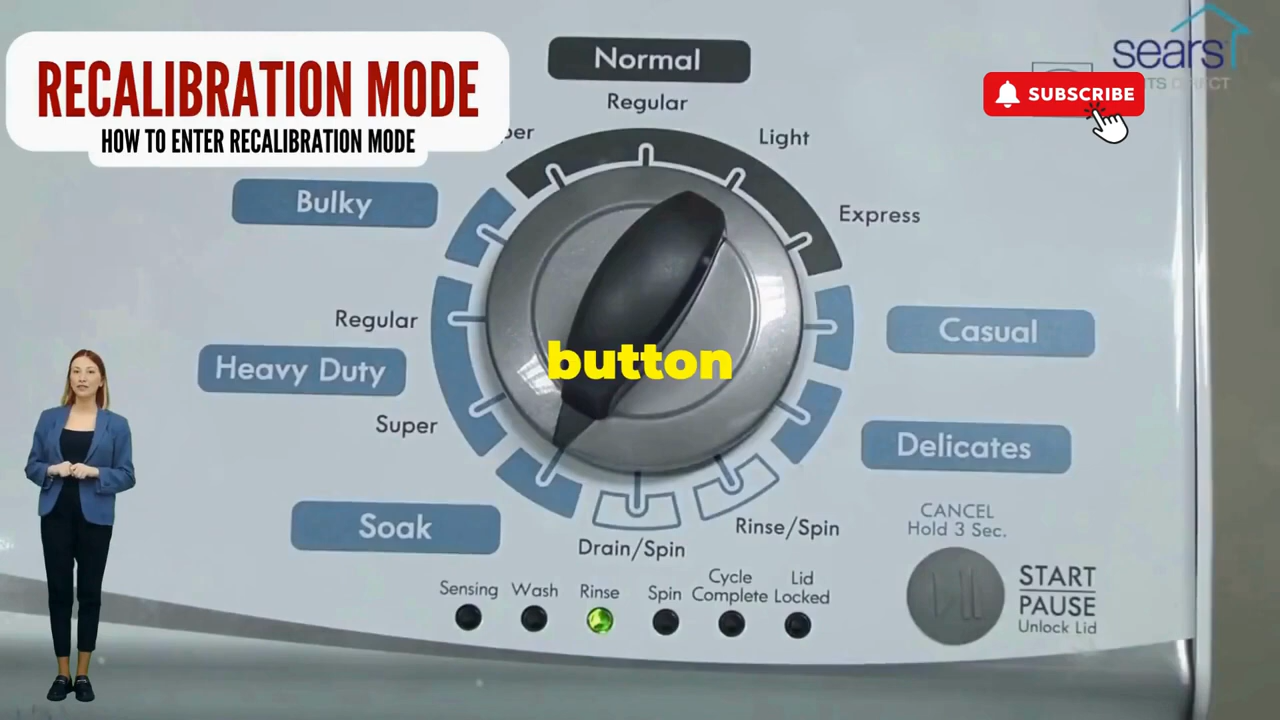 RECALIBRATION MODE
HOW TO ENTER RECALIBRATION MODE
sears
SUBSCRIBE
Normal
Regular
Light
Express
Bulky
Regular
Heavy Duty
Super
Casual
Delicates
Soak
button
Rinse/Spin
Drain/Spin
CANCEL
Hold 3 Sec.
START
PAUSE
Unlock Lid
Sensing
Wash
Rinse
Spin
Cycle
Complete
Lid
Locked